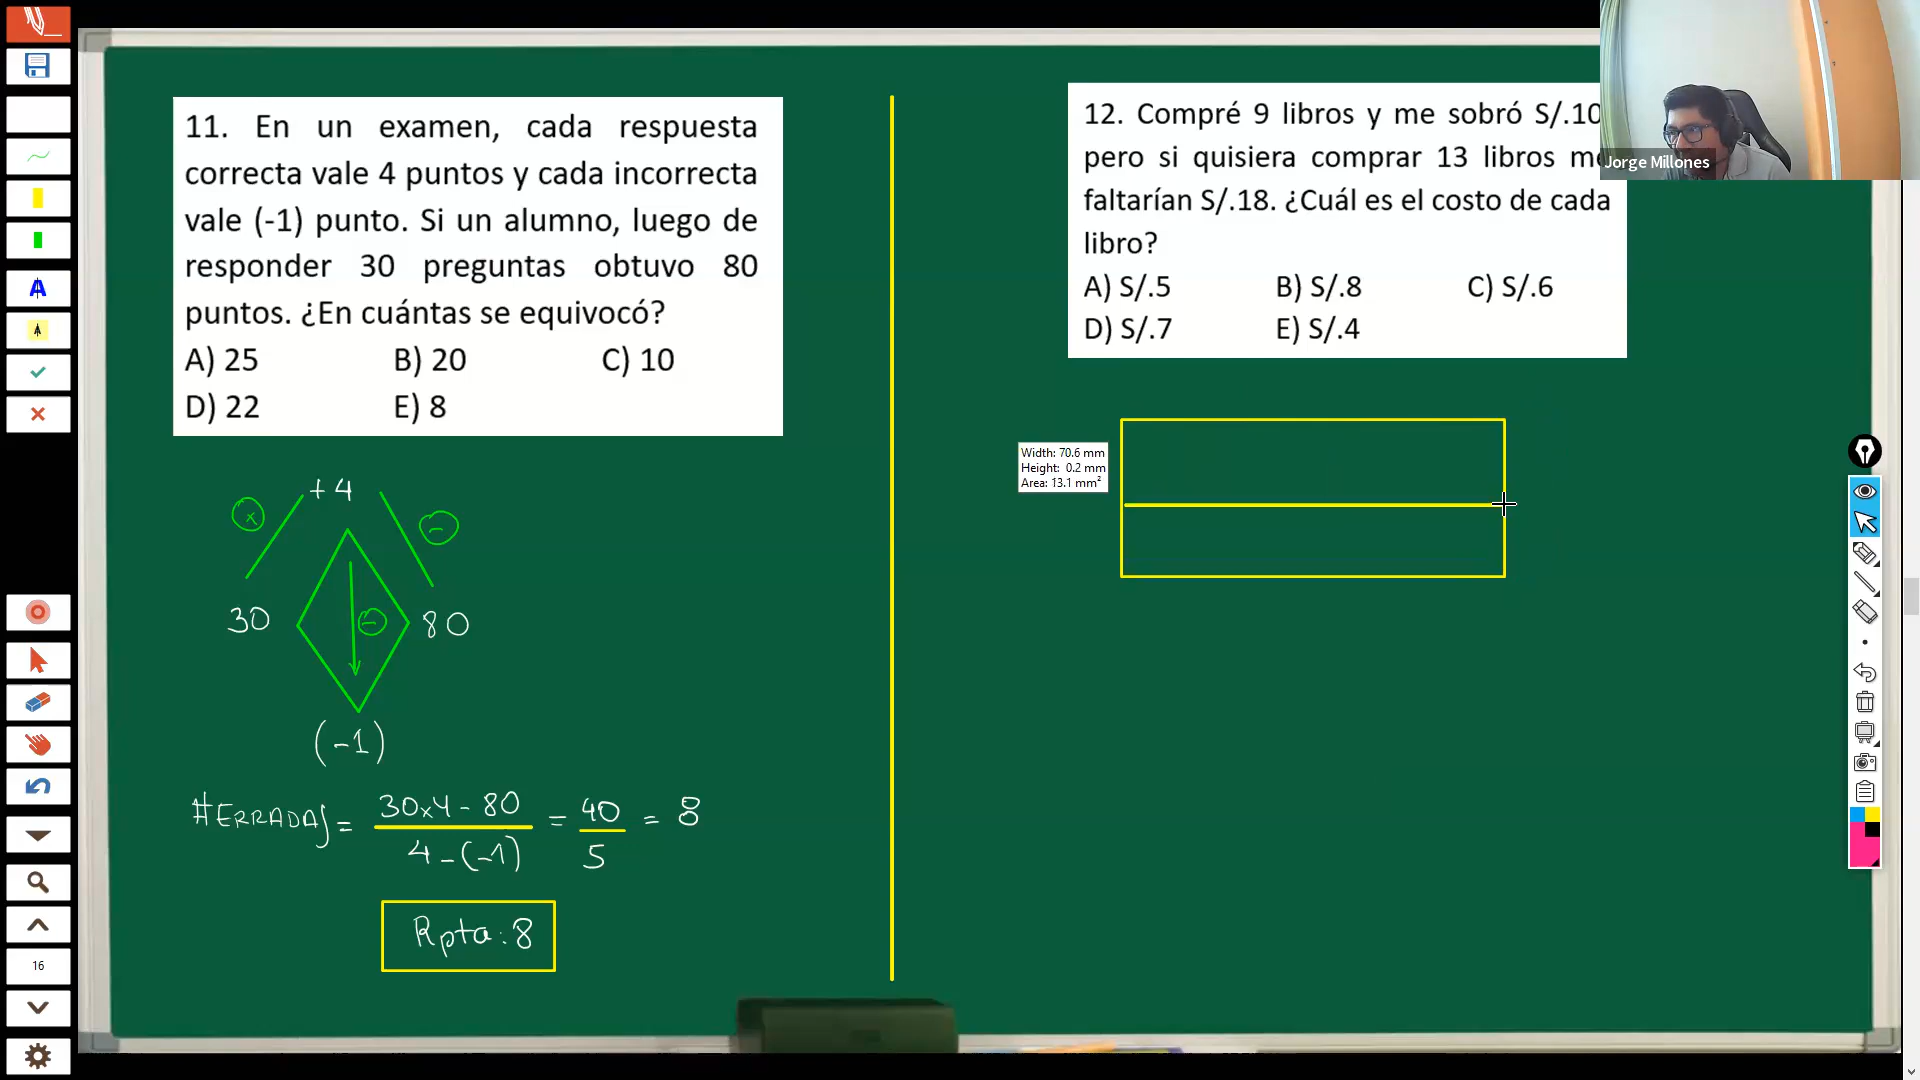 11. En un examen, cada respuesta
correcta vale 4 puntos y cada incorrecta
vale (-1) punto. Si un alumno, luego de
responder 30 preguntas obtuvo 80
puntos. ¿En cuántas se equivocó?
A) 25 B) 20 C) 10
D) 22 E) 8
+4
× -
30 - 80
(-1)
#ERRADAS = 30x4-80 / 4-(-1) = 40 / 5 = 8
Rpta: 8
12. Compré 9 libros y me sobró S/.10
pero si quisiera comprar 13 libros me
faltarían S/.18. ¿Cuál es el costo de cada
libro?
A) S/.5 B) S/.8 C) S/.6
D) S/.7 E) S/.4
Width: 70.6 mm
Height: 0.2 mm
Area: 13.1 mm²
Jorge Millones
A
16